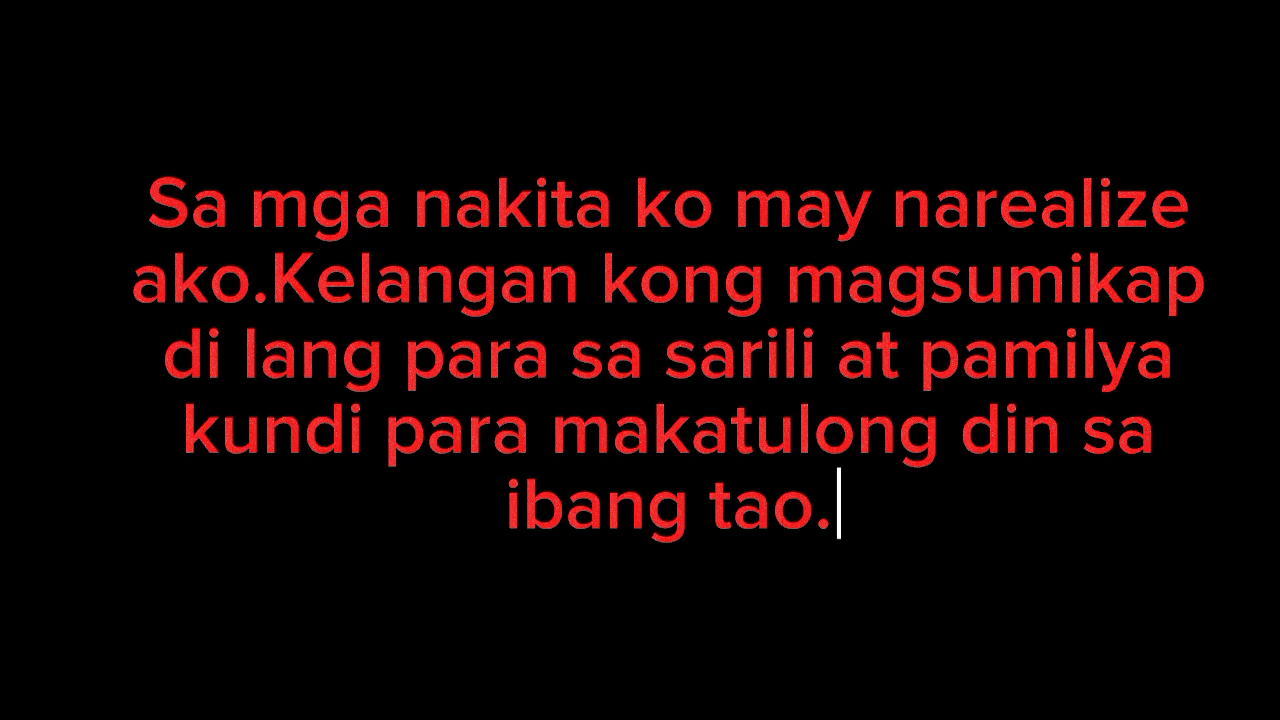 Sa mga nakita ko may narealize
ako.Kelangan kong magsumikap
di lang para sa sarili at pamilya
kundi para makatulong din sa
ibang tao.